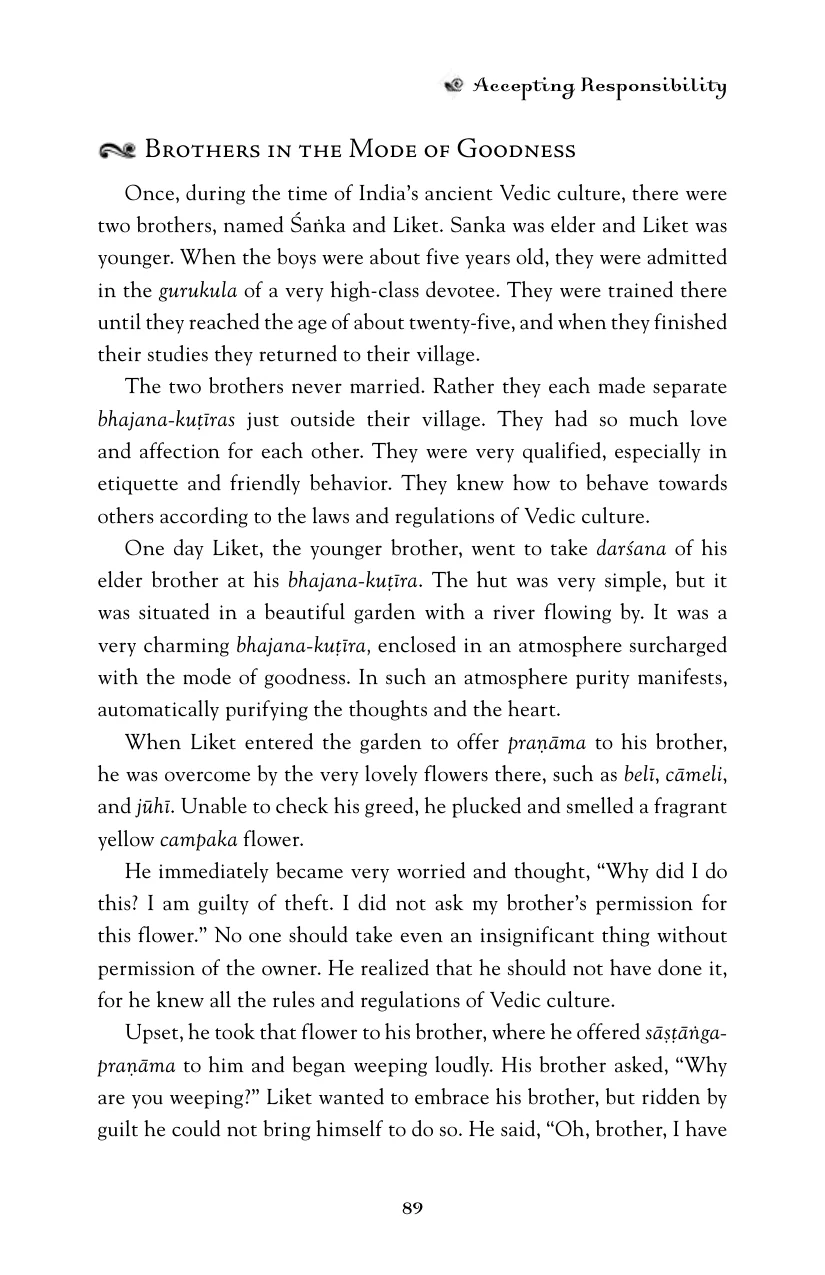 Accepting Responsibility
Brothers in the Mode of Goodness
Once, during the time of India’s ancient Vedic culture, there were
two brothers, named Śaṅka and Liket. Sanka was elder and Liket was
younger. When the boys were about five years old, they were admitted
in the gurukula of a very high-class devotee. They were trained there
until they reached the age of about twenty-five, and when they finished
their studies they returned to their village.
The two brothers never married. Rather they each made separate
bhajana-kuṭīras just outside their village. They had so much love
and affection for each other. They were very qualified, especially in
etiquette and friendly behavior. They knew how to behave towards
others according to the laws and regulations of Vedic culture.
One day Liket, the younger brother, went to take darśana of his
elder brother at his bhajana-kuṭīra. The hut was very simple, but it
was situated in a beautiful garden with a river flowing by. It was a
very charming bhajana-kuṭīra, enclosed in an atmosphere surcharged
with the mode of goodness. In such an atmosphere purity manifests,
automatically purifying the thoughts and the heart.
When Liket entered the garden to offer praṇāma to his brother,
he was overcome by the very lovely flowers there, such as belī, cāmeli,
and jūhī. Unable to check his greed, he plucked and smelled a fragrant
yellow campaka flower.
He immediately became very worried and thought, “Why did I do
this? I am guilty of theft. I did not ask my brother’s permission for
this flower.” No one should take even an insignificant thing without
permission of the owner. He realized that he should not have done it,
for he knew all the rules and regulations of Vedic culture.
Upset, he took that flower to his brother, where he offered sāṣṭāṅga-
praṇāma to him and began weeping loudly. His brother asked, “Why
are you weeping?” Liket wanted to embrace his brother, but ridden by
guilt he could not bring himself to do so. He said, “Oh, brother, I have
89